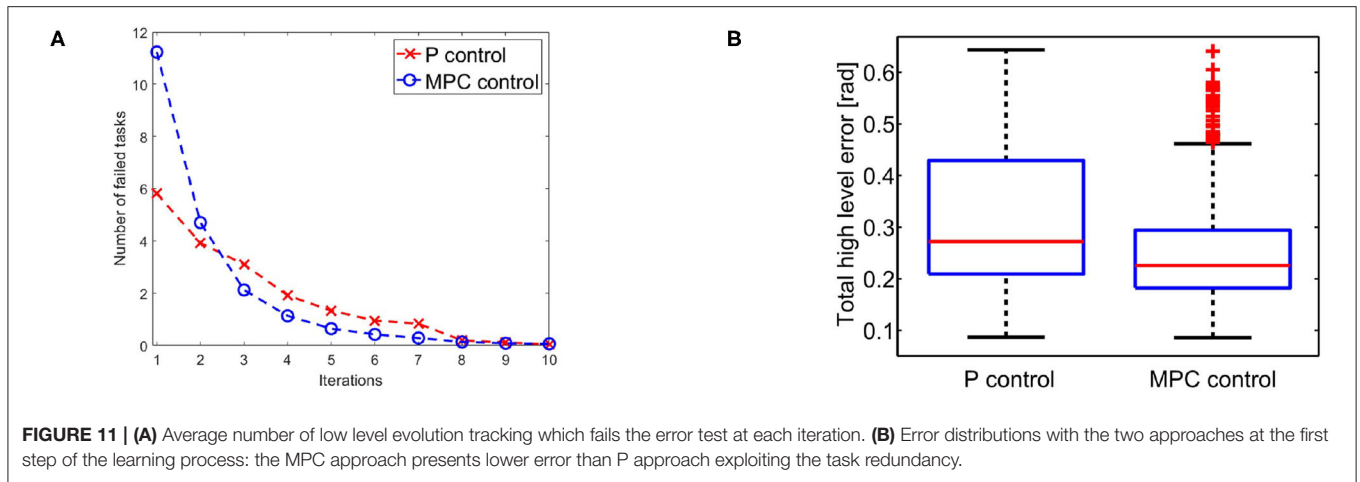 A
12
10
8
6
4
2
0
Number of failed tasks
P control
MPC control
1 2 3 4 5 6 7 8 9 10
Iterations
B
Total high level error [rad]
0.6
0.5
0.4
0.3
0.2
0.1
P control MPC control
FIGURE 11 | (A) Average number of low level evolution tracking which fails the error test at each iteration. (B) Error distributions with the two approaches at the first
step of the learning process: the MPC approach presents lower error than P approach exploiting the task redundancy.